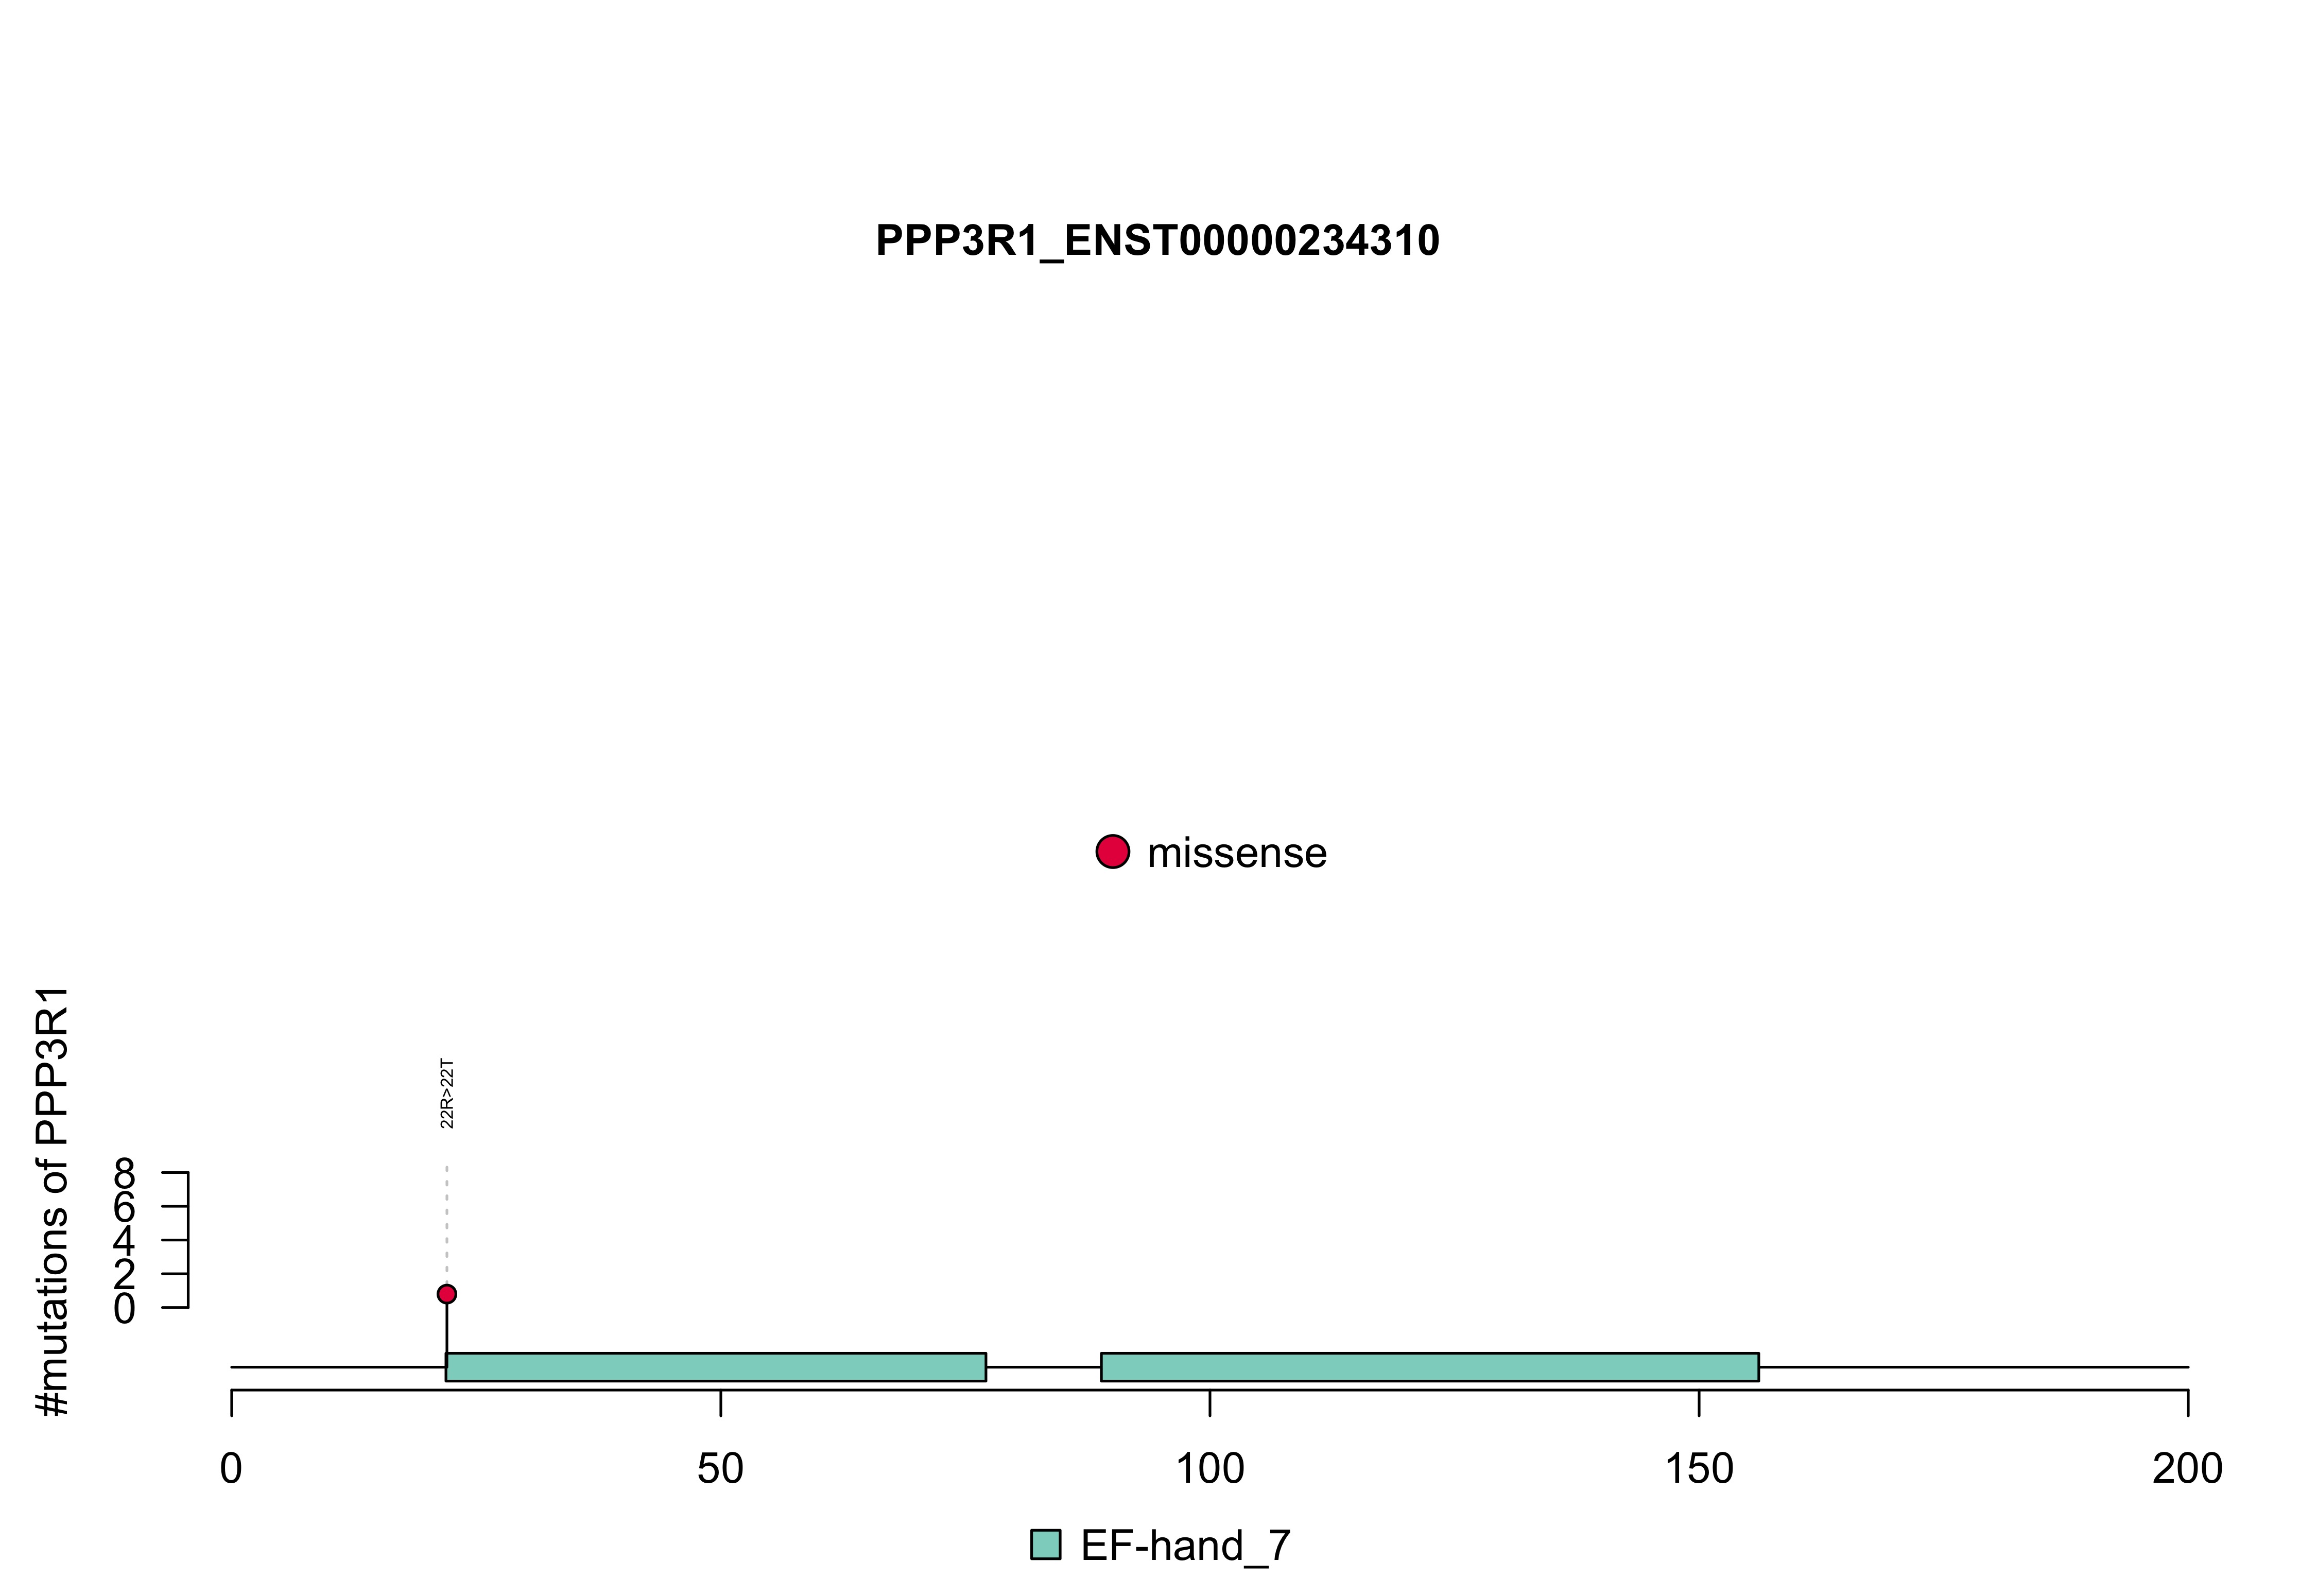 PPP3R1_ENST00000234310
missense
#mutations of PPP3R1
22R>22T
8
6
4
2
0
0 50 100 150 200
EF-hand_7